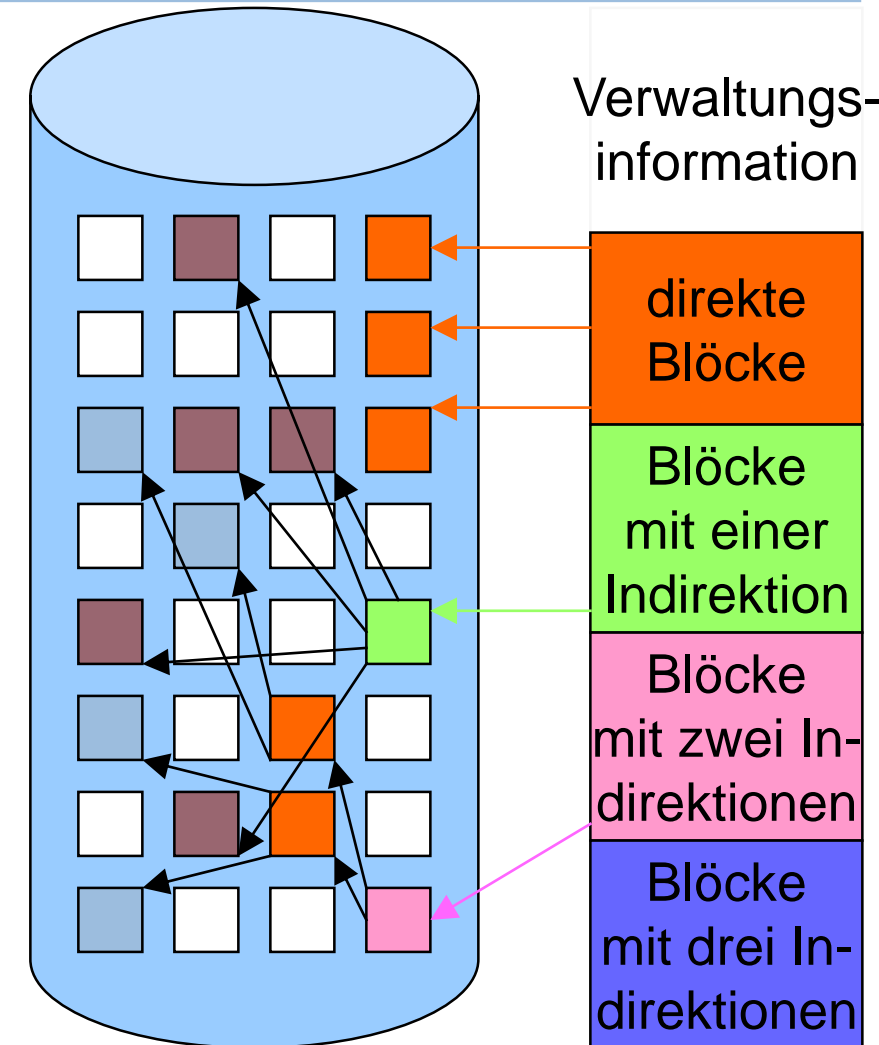 Verwaltungs-
information
direkte
Blöcke
Blöcke
mit einer
Indirektion
Blöcke
mit zwei In-
direktionen
Blöcke
mit drei In-
direktionen